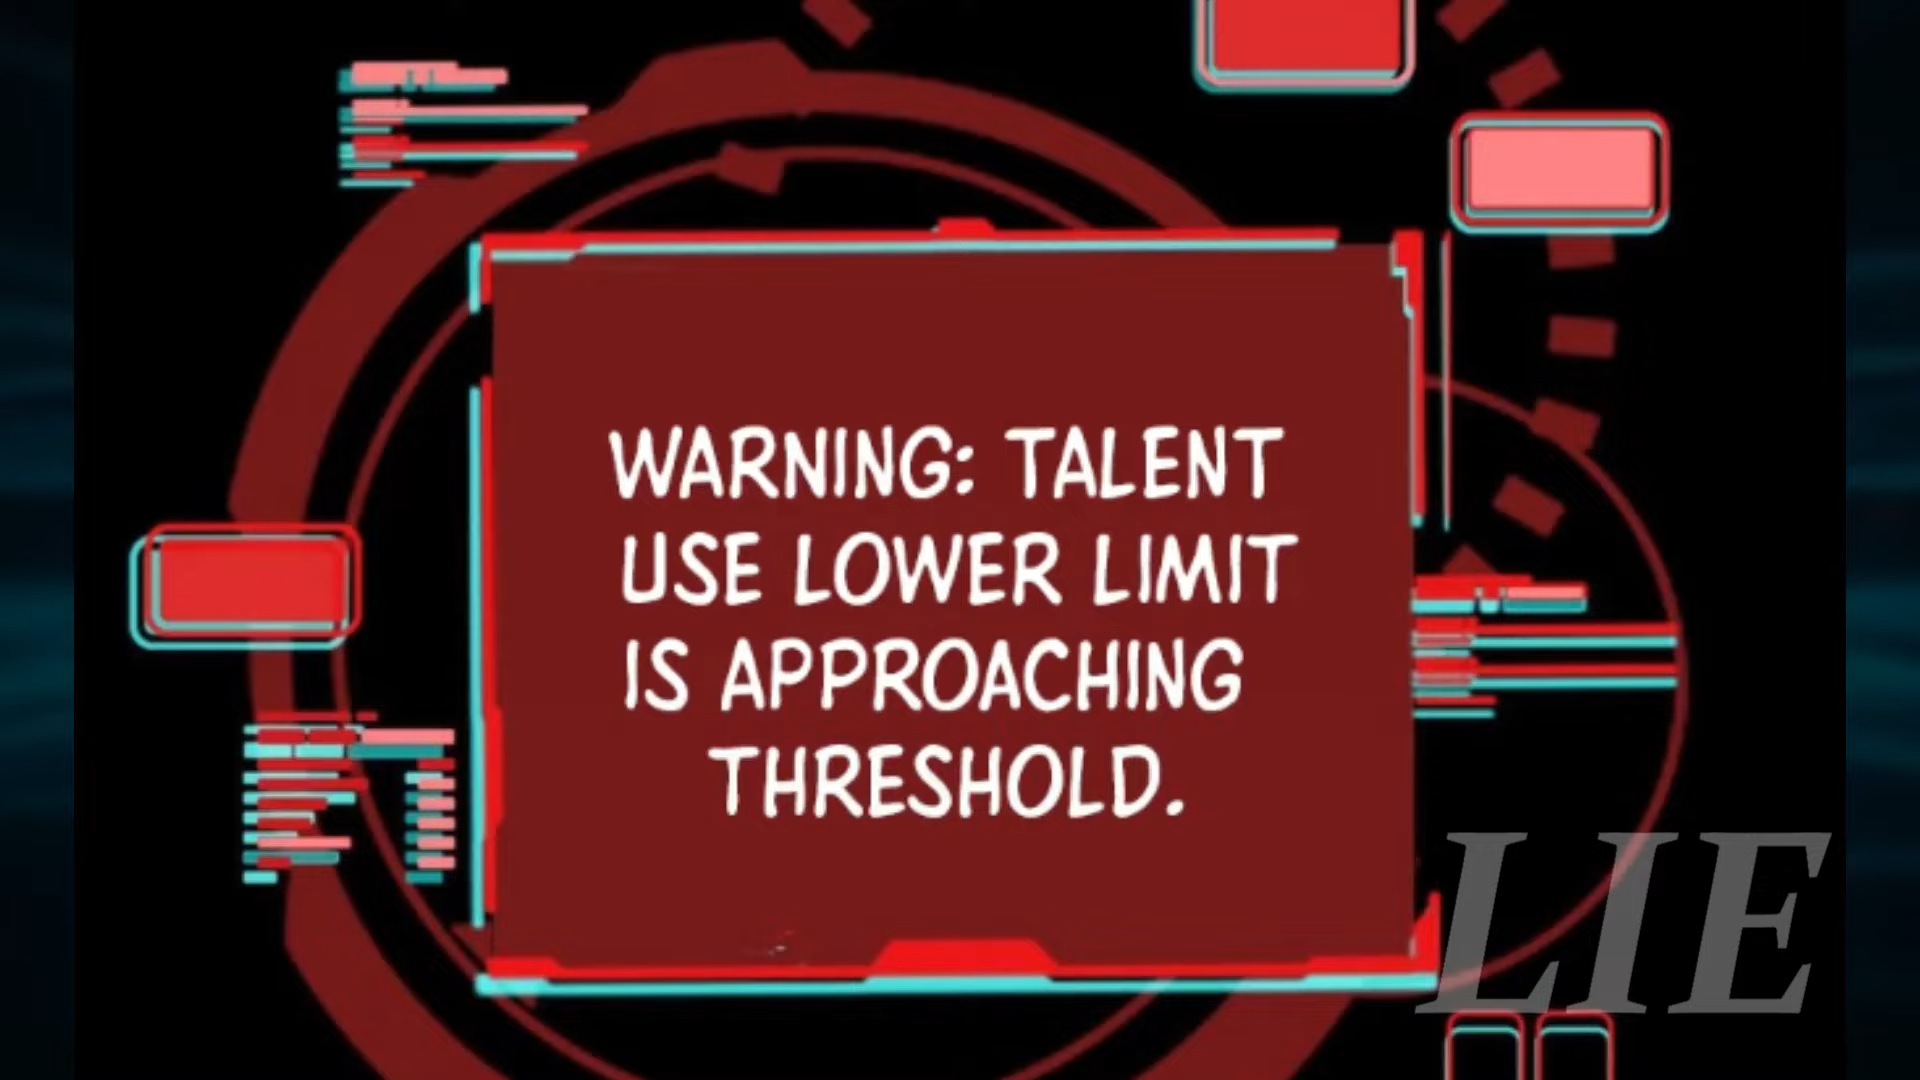 WARNING: TALENT
USE LOWER LIMIT
IS APPROACHING
THRESHOLD.
LIE